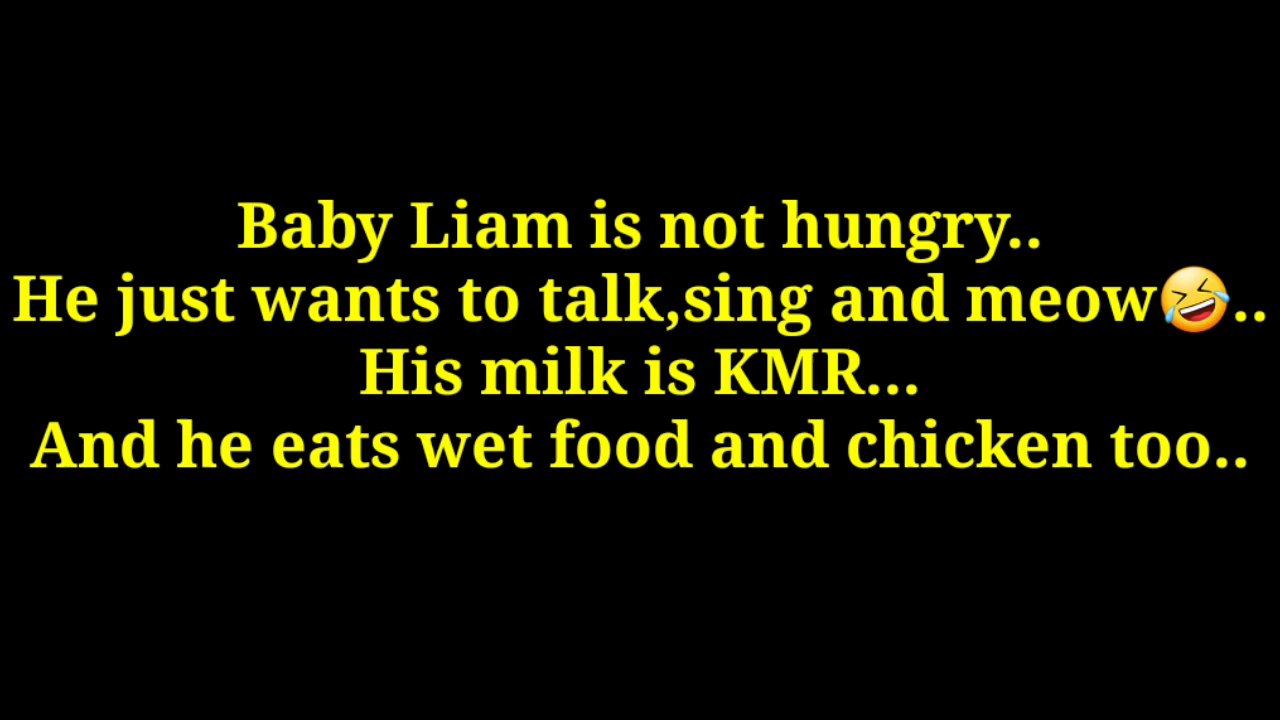 Baby Liam is not hungry..
He just wants to talk,sing and meow🤣..
His milk is KMR...
And he eats wet food and chicken too..